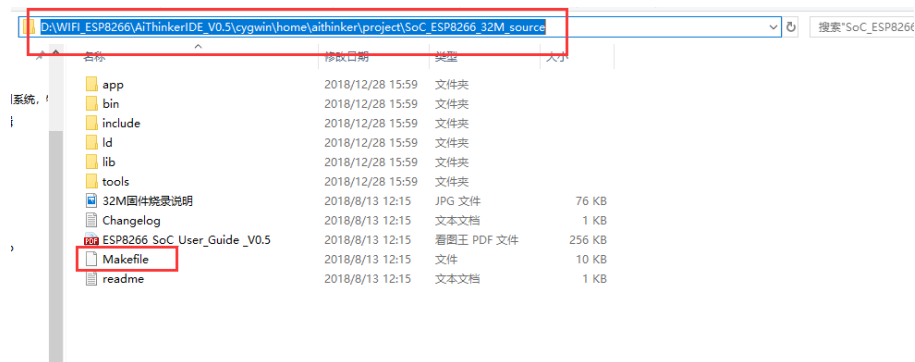 D:\WIFI_ESP8266\AiThinkerIDE_V0.5\cygwin\home\aithinker\project\SoC_ESP8266_32M_source
搜索"SoC_ESP8266
名称 修改日期 类型 大小
app 2018/12/28 15:59 文件夹
系统,
bin 2018/12/28 15:59 文件夹
include 2018/12/28 15:59 文件夹
ld 2018/12/28 15:59 文件夹
lib 2018/12/28 15:59 文件夹
tools 2018/12/28 15:59 文件夹
32M固件烧录说明 2018/8/13 12:15 JPG 文件 76 KB
Changelog 2018/8/13 12:15 文本文档 1 KB
ESP8266 SoC User_Guide _V0.5 2018/8/13 12:15 看图王 PDF 文件 256 KB
Makefile 2018/8/13 12:15 文件 10 KB
readme 2018/8/13 12:15 文本文档 1 KB